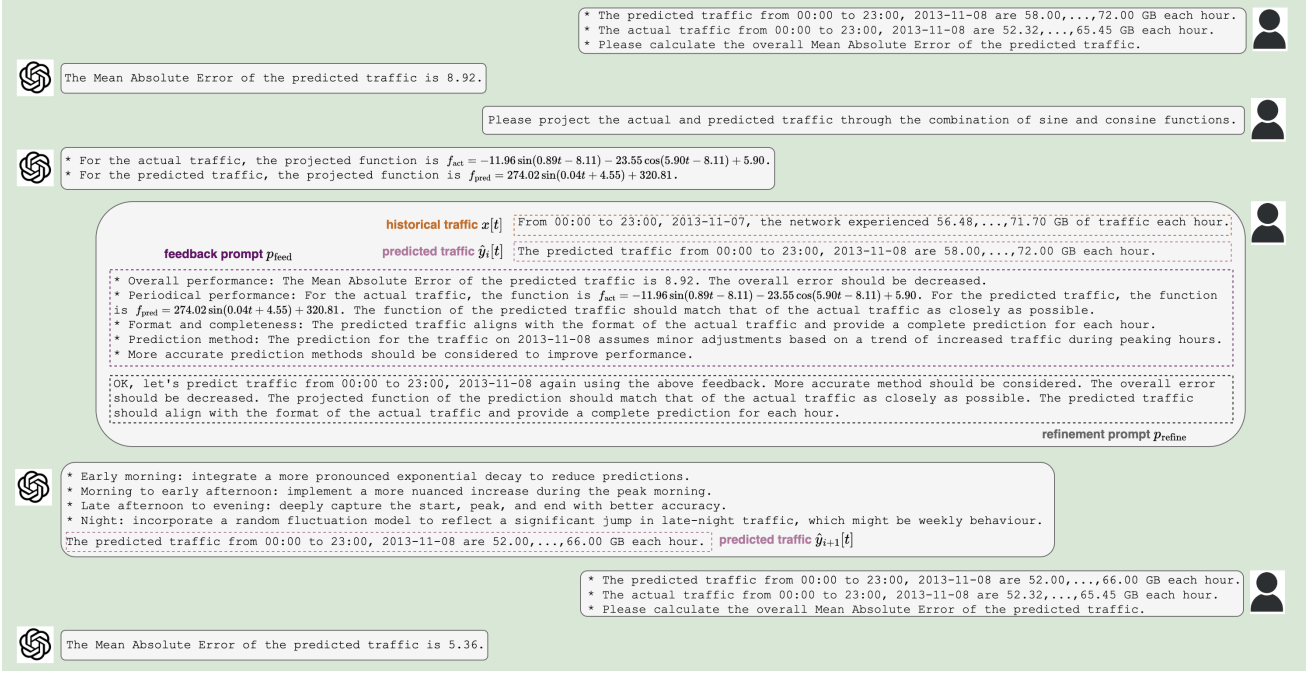 * The predicted traffic from 00:00 to 23:00, 2013-11-08 are 58.00,...,72.00 GB each hour.
* The actual traffic from 00:00 to 23:00, 2013-11-08 are 52.32,...,65.45 GB each hour.
* Please calculate the overall Mean Absolute Error of the predicted traffic.
The Mean Absolute Error of the predicted traffic is 8.92.
Please project the actual and predicted traffic through the combination of sine and consine functions.
* For the actual traffic, the projected function is f_act = −11.96 sin(0.89t − 8.11) − 23.55 cos(5.90t − 8.11) + 5.90.
* For the predicted traffic, the projected function is f_pred = 274.02 sin(0.04t + 4.55) + 320.81.
historical traffic x[t] From 00:00 to 23:00, 2013-11-07, the network experienced 56.48,...,71.70 GB of traffic each hour.
feedback prompt p_feed predicted traffic ŷ_i[t] The predicted traffic from 00:00 to 23:00, 2013-11-08 are 58.00,...,72.00 GB each hour.
* Overall performance: The Mean Absolute Error of the predicted traffic is 8.92. The overall error should be decreased.
* Periodical performance: For the actual traffic, the function is f_act = −11.96 sin(0.89t − 8.11) − 23.55 cos(5.90t − 8.11) + 5.90. For the predicted traffic, the function
is f_pred = 274.02 sin(0.04t + 4.55) + 320.81. The function of the predicted traffic should match that of the actual traffic as closely as possible.
* Format and completeness: The predicted traffic aligns with the format of the actual traffic and provide a complete prediction for each hour.
* Prediction method: The prediction for the traffic on 2013-11-08 assumes minor adjustments based on a trend of increased traffic during peaking hours.
* More accurate prediction methods should be considered to improve performance.
OK, let's predict traffic from 00:00 to 23:00, 2013-11-08 again using the above feedback. More accurate method should be considered. The overall error
should be decreased. The projected function of the prediction should match that of the actual traffic as closely as possible. The predicted traffic
should align with the format of the actual traffic and provide a complete prediction for each hour.
refinement prompt p_refine
* Early morning: integrate a more pronounced exponential decay to reduce predictions.
* Morning to early afternoon: implement a more nuanced increase during the peak morning.
* Late afternoon to evening: deeply capture the start, peak, and end with better accuracy.
* Night: incorporate a random fluctuation model to reflect a significant jump in late-night traffic, which might be weekly behaviour.
The predicted traffic from 00:00 to 23:00, 2013-11-08 are 52.00,...,66.00 GB each hour. predicted traffic ŷ_{i+1}[t]
* The predicted traffic from 00:00 to 23:00, 2013-11-08 are 52.00,...,66.00 GB each hour.
* The actual traffic from 00:00 to 23:00, 2013-11-08 are 52.32,...,65.45 GB each hour.
* Please calculate the overall Mean Absolute Error of the predicted traffic.
The Mean Absolute Error of the predicted traffic is 5.36.